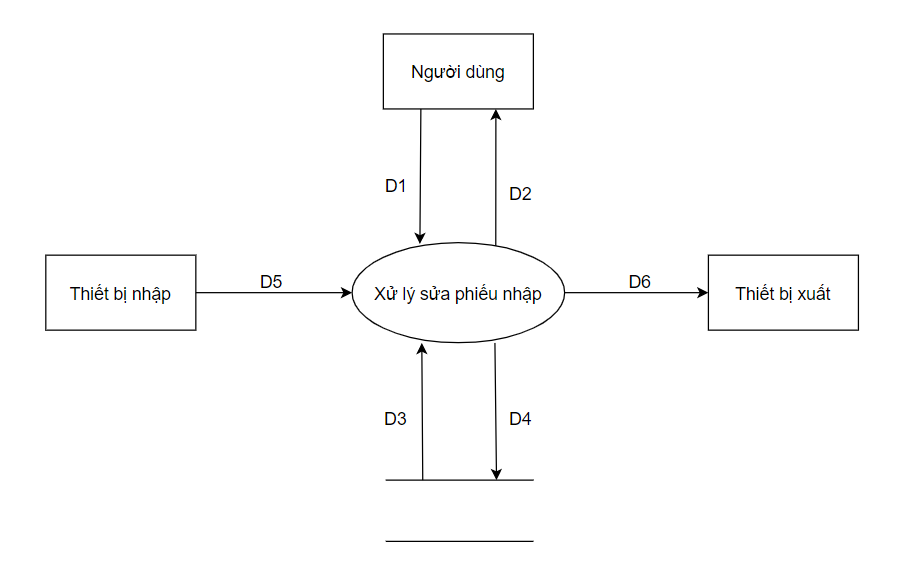 Người dùng
D1
D2
Thiết bị nhập
D5
Xử lý sửa phiếu nhập
D6
Thiết bị xuất
D3
D4